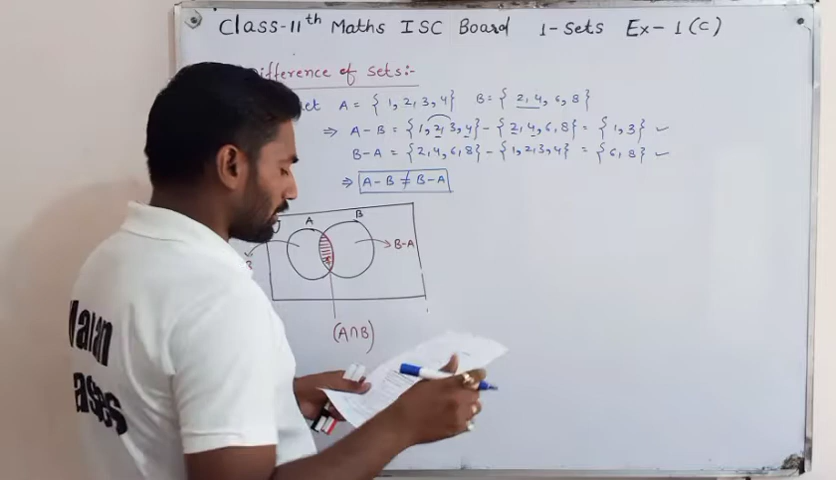 Class-11th Maths ISC Board 1-Sets Ex-1(C)
ifference of Sets:-
et A = { 1, 2, 3, 4} B = { 2, 4, 6, 8}
⇒ A-B = {1, 2, 3, 4} - {2, 4, 6, 8} = {1, 3} ✓
B-A = {2, 4, 6, 8} - {1, 2, 3, 4} = {6, 8} ✓
⇒ A-B ≠ B-A
A B
B-A
(A∩B)